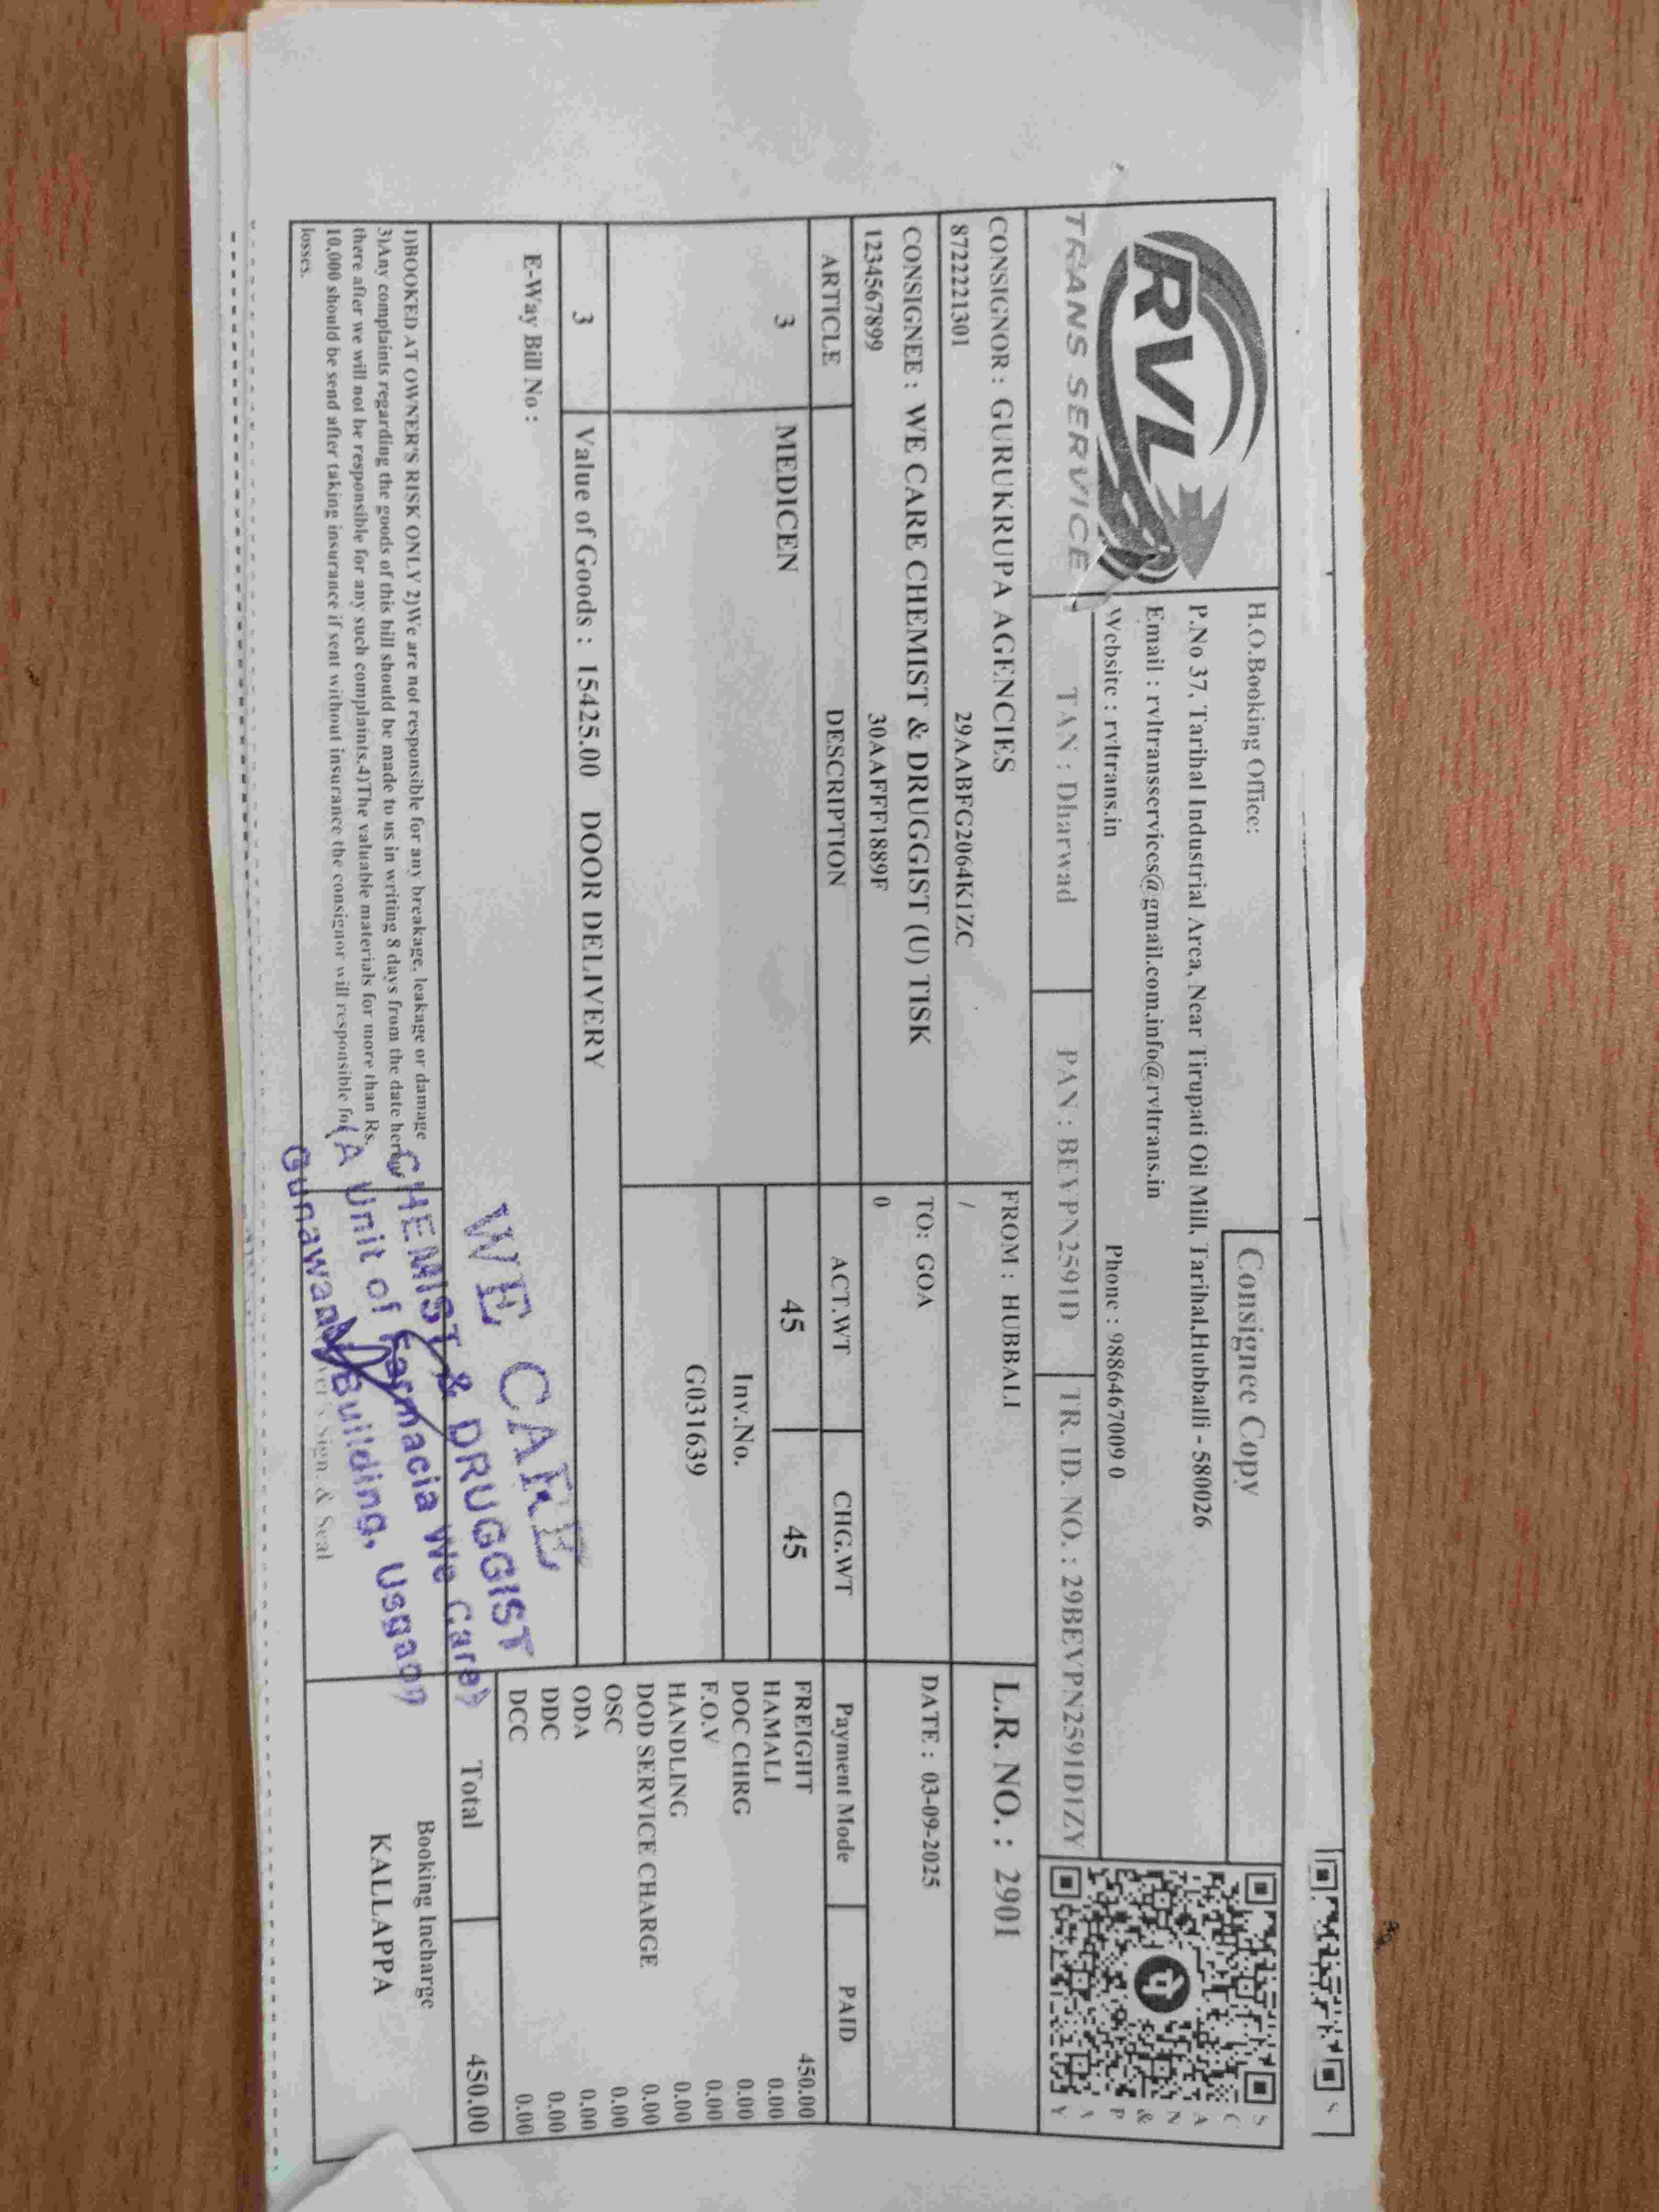 RVL
TRANS SERVICE
H.O.Booking Office:
Consignee Copy
P.No 37, Tarihal Industrial Area, Near Tirupati Oil Mill, Tarihal,Hubballi - 580026
Email : rvltransservices@gmail.com,info@rvltrans.in
Website : rvltrans.in
Phone : 9886467009 0
SCAN & PAY
TAN : Dharwad
PAN : BEVPN2591D
TR. ID. NO. : 29BEVPN2591D1ZY
CONSIGNOR : GURUKRUPA AGENCIES
FROM : HUBBALI
L.R. NO. : 2901
8722221301
29AABFG2064K1ZC
/
CONSIGNEE : WE CARE CHEMIST & DRUGGIST (U) TISK
TO: GOA
DATE : 03-09-2025
1234567899
30AAFFF1889F
0
ARTICLE
DESCRIPTION
ACT.WT
CHG.WT
Payment Mode
PAID
3
MEDICEN
45
45
Inv.No.
G031639
FREIGHT 450.00
HAMALI 0.00
DOC CHRG 0.00
F.O.V 0.00
HANDLING 0.00
DOD SERVICE CHARGE 0.00
OSC 0.00
ODA 0.00
DDC 0.00
DCC 0.00
3
Value of Goods : 15425.00 DOOR DELIVERY
E-Way Bill No :
Total 450.00
WE CARE
CHEMIST & DRUGGIST
(A Unit of Farmacia We Care)
Building, Usgao
1)BOOKED AT OWNER'S RISK ONLY 2)We are not responsible for any breakage, leakage or damage
3)Any complaints regarding the goods of this bill should be made to us in writing 8 days from the date
there after we will not be responsible for any such complaints.4)The valuable materials for more than Rs.
10,000 should be send after taking insurance if sent without insurance the consignor will responsible
losses.
Sign. & Seal
Booking Incharge
KALLAPPA